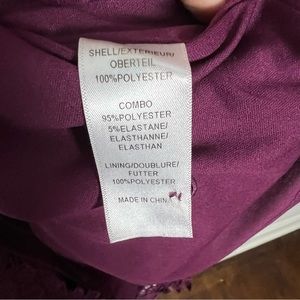 SHELL/EXTERIEUR/
OBERTEIL
100%POLYESTER
COMBO
95%POLYESTER
5%ELASTANE/
ELASTHANNE/
ELASTHAN
LINING/DOUBLURE/
FUTTER
100%POLYESTER
MADE IN CHINA